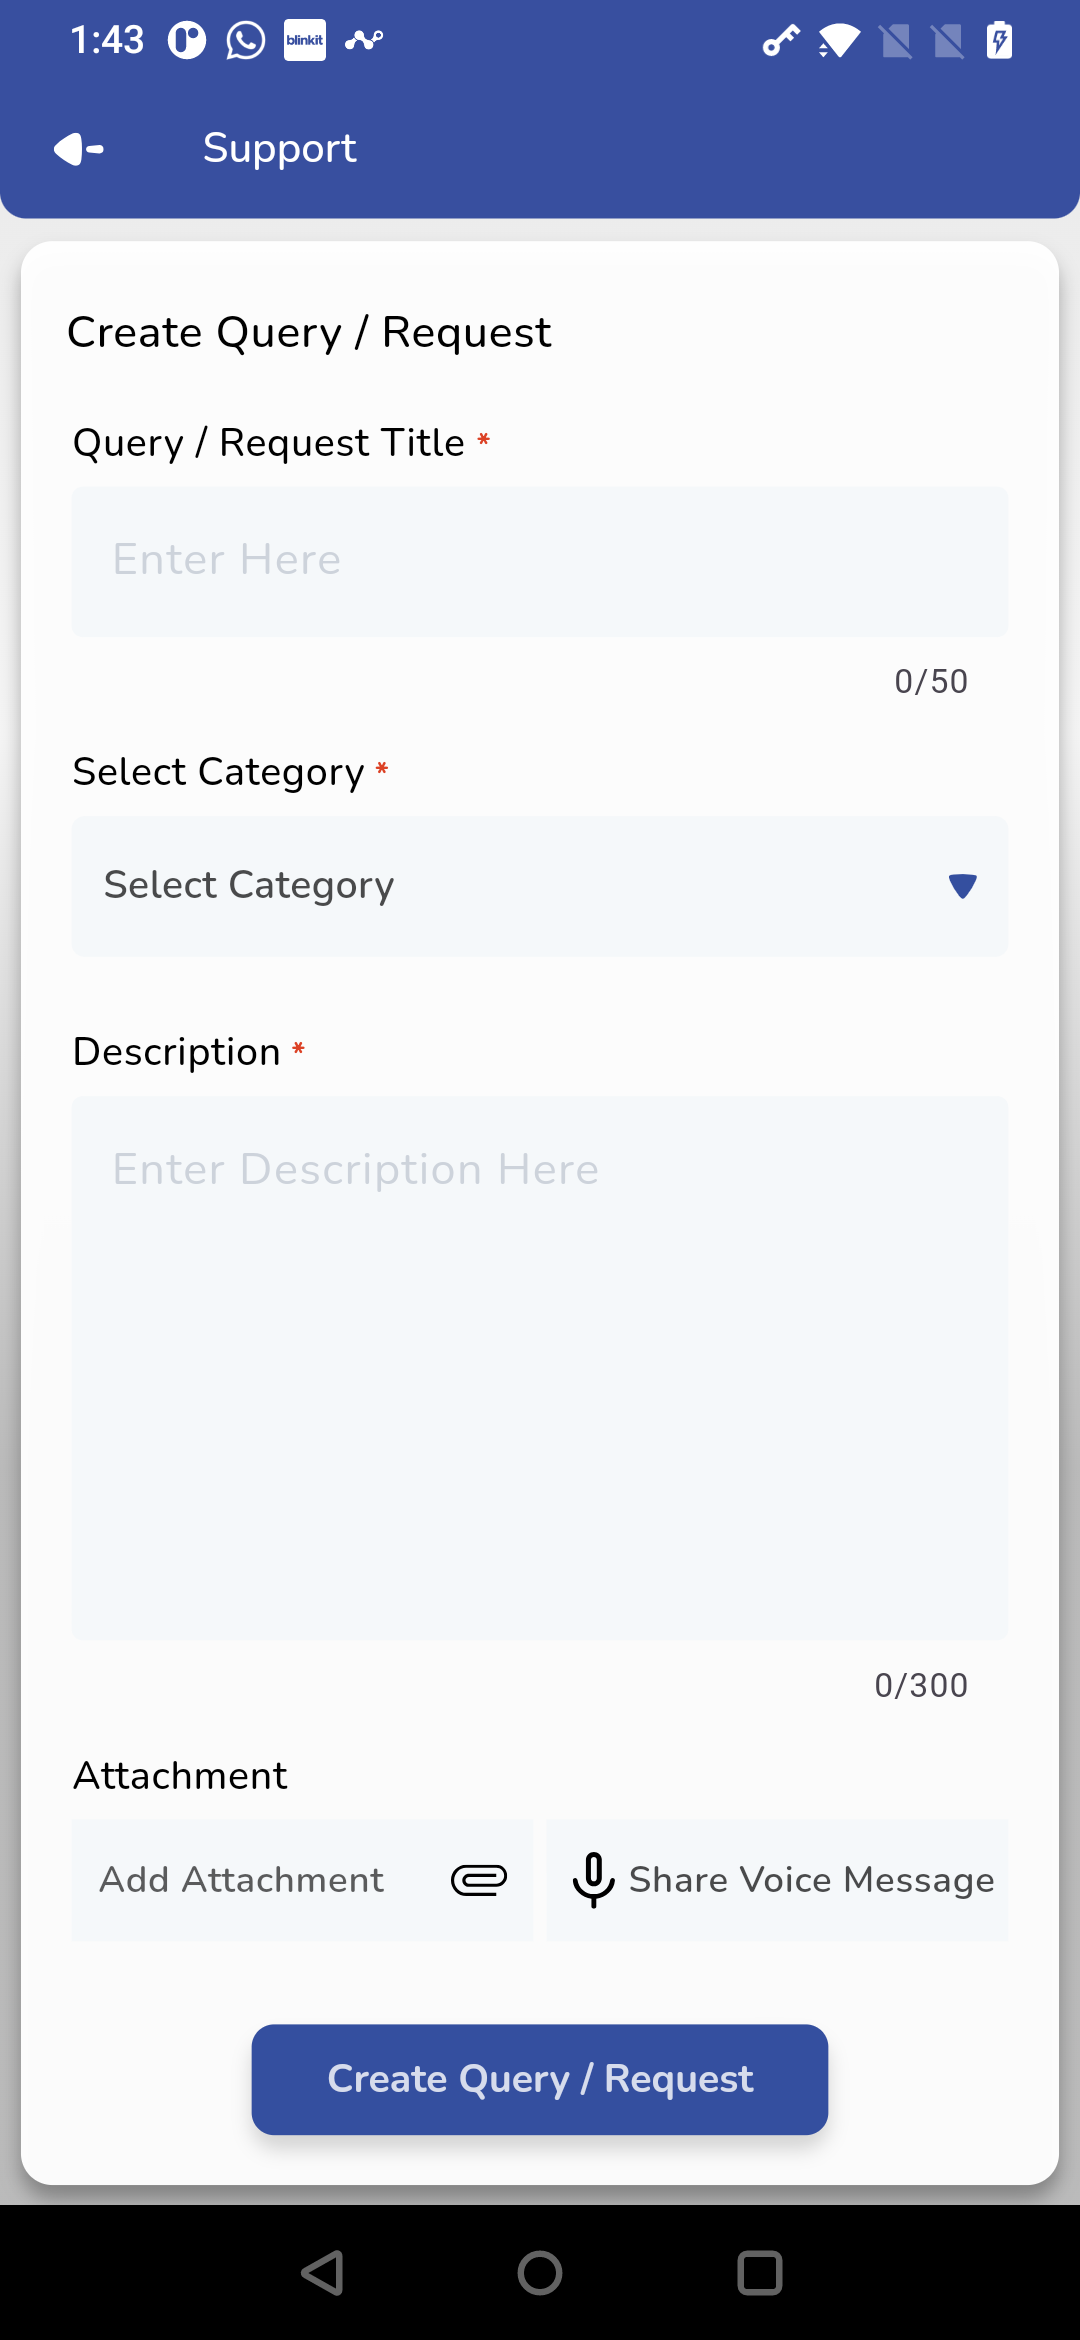 1:43 blinkit
Support
Create Query / Request
Query / Request Title *
Enter Here
0/50
Select Category *
Select Category
Description *
Enter Description Here
0/300
Attachment
Add Attachment Share Voice Message
Create Query / Request